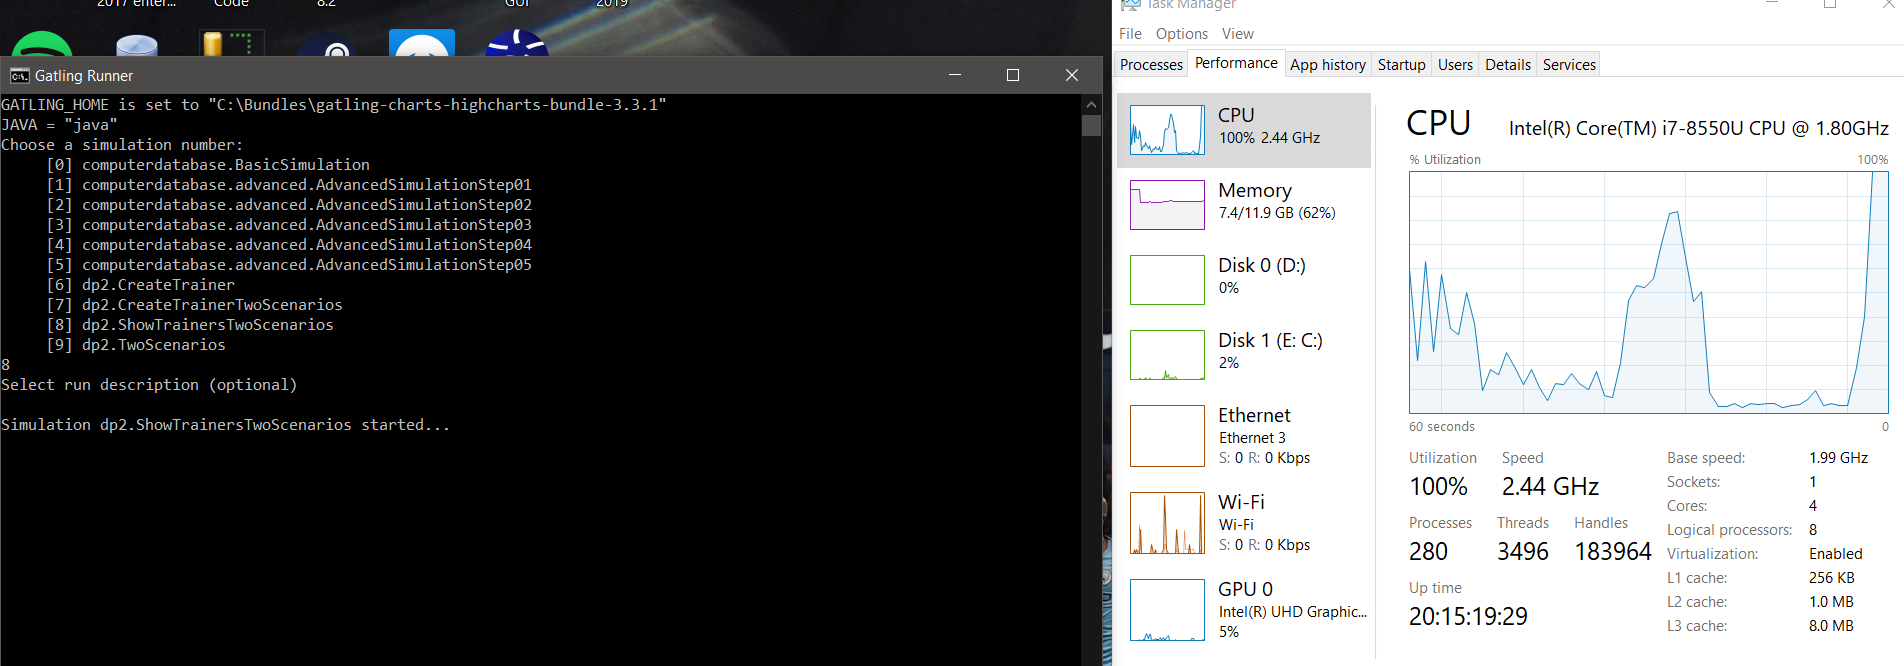 2017 enter...
Code
8.2
GUI
2019
Gatling Runner
GATLING_HOME is set to "C:\Bundles\gatling-charts-highcharts-bundle-3.3.1"
JAVA = "java"
Choose a simulation number:
[0] computerdatabase.BasicSimulation
[1] computerdatabase.advanced.AdvancedSimulationStep01
[2] computerdatabase.advanced.AdvancedSimulationStep02
[3] computerdatabase.advanced.AdvancedSimulationStep03
[4] computerdatabase.advanced.AdvancedSimulationStep04
[5] computerdatabase.advanced.AdvancedSimulationStep05
[6] dp2.CreateTrainer
[7] dp2.CreateTrainerTwoScenarios
[8] dp2.ShowTrainersTwoScenarios
[9] dp2.TwoScenarios
8
Select run description (optional)
Simulation dp2.ShowTrainersTwoScenarios started...
Task Manager
File Options View
Processes Performance App history Startup Users Details Services
CPU
100% 2.44 GHz
Memory
7.4/11.9 GB (62%)
Disk 0 (D:)
0%
Disk 1 (E: C:)
2%
Ethernet
Ethernet 3
S: 0 R: 0 Kbps
Wi-Fi
Wi-Fi
S: 0 R: 0 Kbps
GPU 0
Intel(R) UHD Graphic...
5%
CPU Intel(R) Core(TM) i7-8550U CPU @ 1.80GHz
% Utilization 100%
60 seconds 0
Utilization Speed
100% 2.44 GHz
Processes Threads Handles
280 3496 183964
Up time
20:15:19:29
Base speed: 1.99 GHz
Sockets: 1
Cores: 4
Logical processors: 8
Virtualization: Enabled
L1 cache: 256 KB
L2 cache: 1.0 MB
L3 cache: 8.0 MB